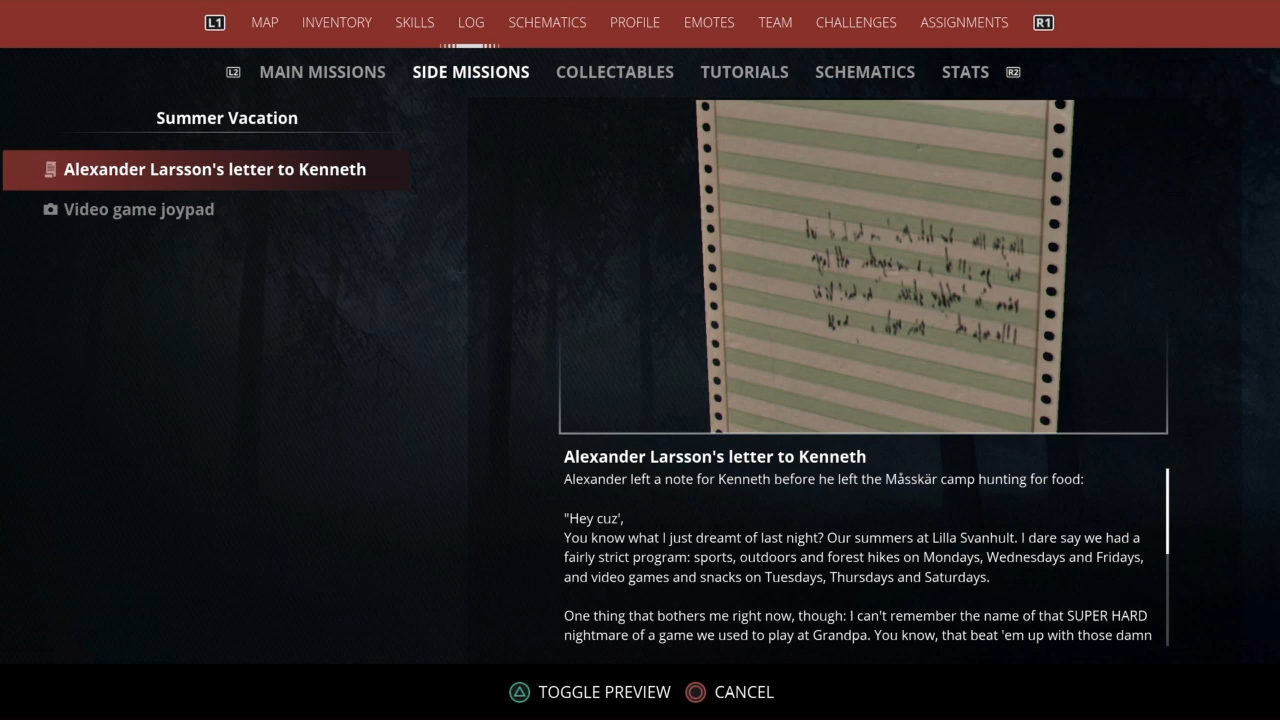 L1 MAP INVENTORY SKILLS LOG SCHEMATICS PROFILE EMOTES TEAM CHALLENGES ASSIGNMENTS R1
L2 MAIN MISSIONS SIDE MISSIONS COLLECTABLES TUTORIALS SCHEMATICS STATS R2
Summer Vacation
Alexander Larsson's letter to Kenneth
Video game joypad
Alexander Larsson's letter to Kenneth
Alexander left a note for Kenneth before he left the Måsskär camp hunting for food:
"Hey cuz',
You know what I just dreamt of last night? Our summers at Lilla Svanhult. I dare say we had a
fairly strict program: sports, outdoors and forest hikes on Mondays, Wednesdays and Fridays,
and video games and snacks on Tuesdays, Thursdays and Saturdays.
One thing that bothers me right now, though: I can't remember the name of that SUPER HARD
nightmare of a game we used to play at Grandpa. You know, that beat 'em up with those damn
TOGGLE PREVIEW CANCEL